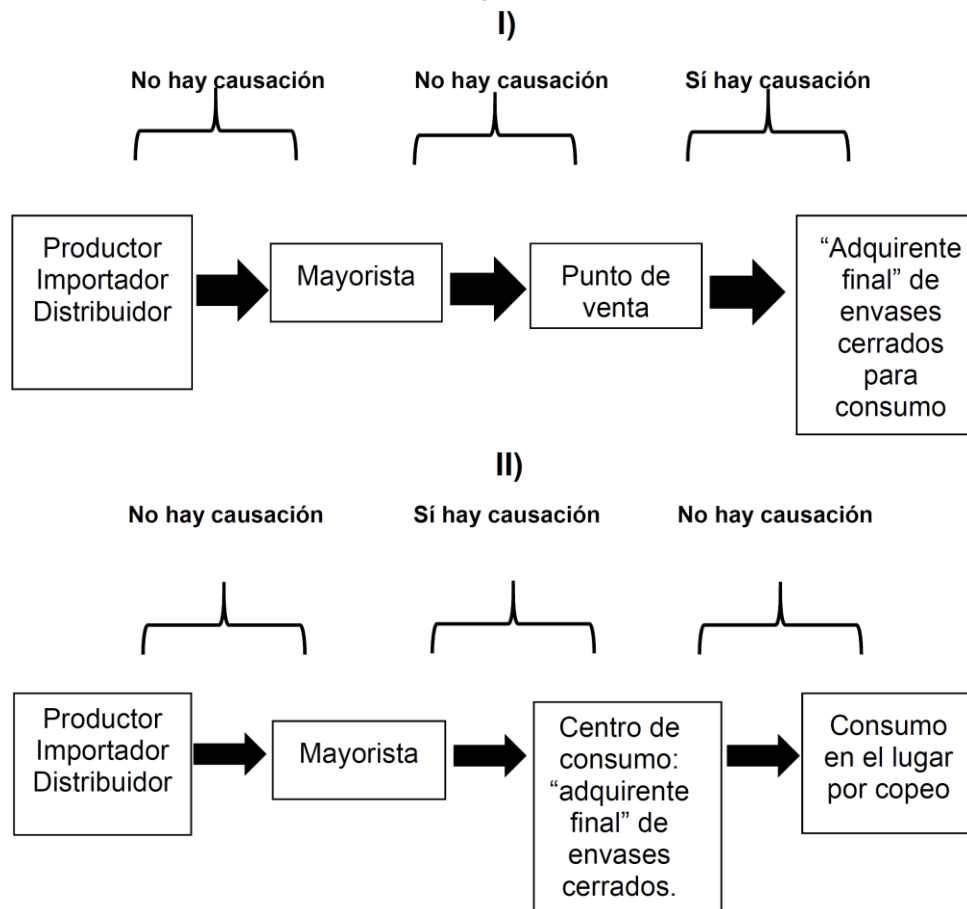 I)
No hay causación
No hay causación
Sí hay causación
Productor
Importador
Distribuidor
Mayorista
Punto de
venta
“Adquirente
final” de
envases
cerrados
para
consumo
II)
No hay causación
Sí hay causación
No hay causación
Productor
Importador
Distribuidor
Mayorista
Centro de
consumo:
“adquirente
final” de
envases
cerrados.
Consumo
en el lugar
por copeo